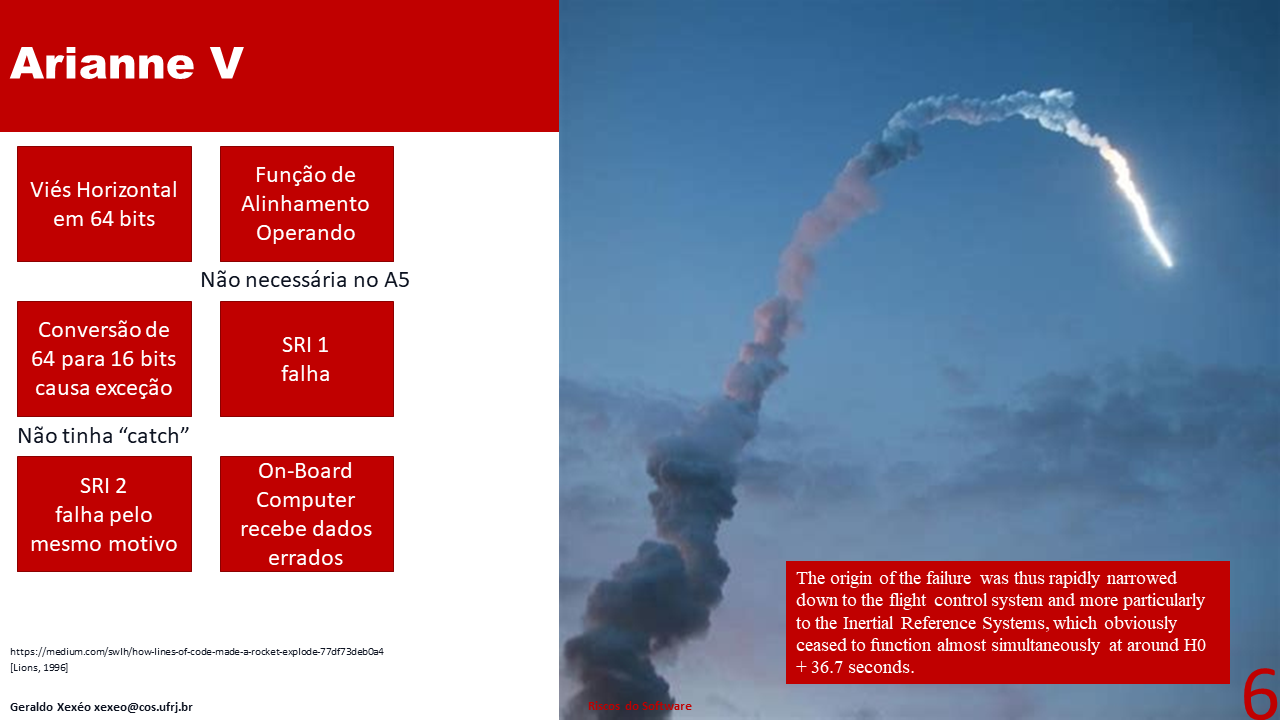 Arianne V
Viés Horizontal
em 64 bits
Função de
Alinhamento
Operando
Não necessária no A5
Conversão de
64 para 16 bits
causa exceção
SRI 1
falha
Não tinha “catch”
SRI 2
falha pelo
mesmo motivo
On-Board
Computer
recebe dados
errados
The origin of the failure was thus rapidly narrowed
down to the flight control system and more particularly
to the Inertial Reference Systems, which obviously
ceased to function almost simultaneously at around H0
+ 36.7 seconds.
https://medium.com/swlh/how-lines-of-code-made-a-rocket-explode-77df73deb0a4
[Lions, 1996]
Geraldo Xexéo xexeo@cos.ufrj.br
do Software
6